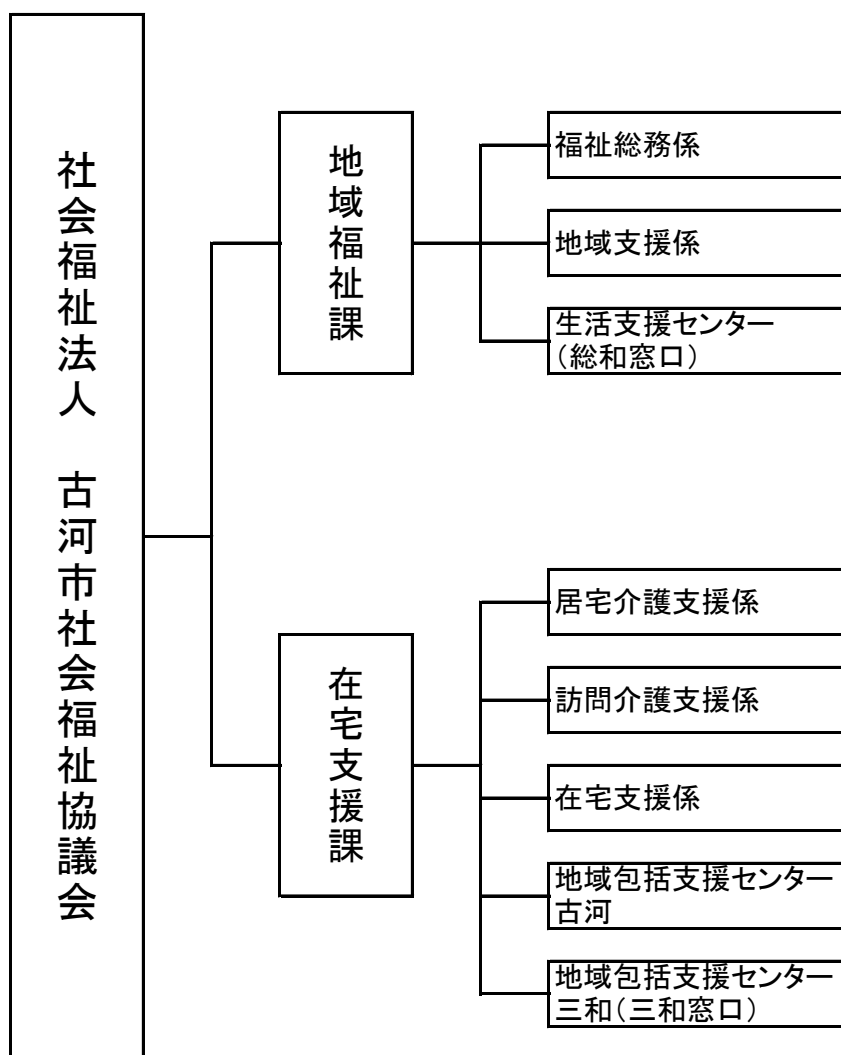 社会福祉法人　古河市社会福祉協議会
地域福祉課
福祉総務係
地域支援係
生活支援センター
（総和窓口）
在宅支援課
居宅介護支援係
訪問介護支援係
在宅支援係
地域包括支援センター
古河
地域包括支援センター
三和（三和窓口）